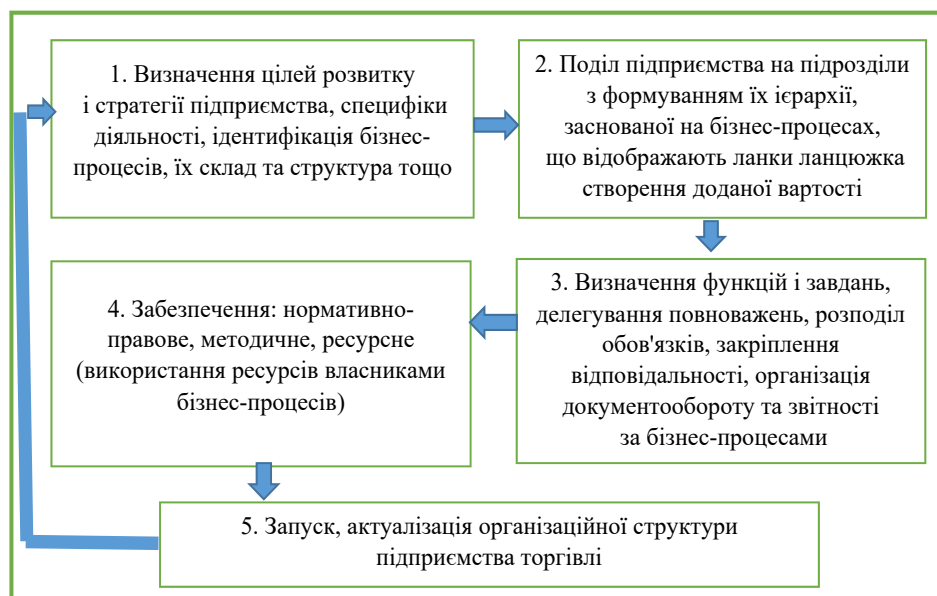 1. Визначення цілей розвитку
і стратегії підприємства, специфіки
діяльності, ідентифікація бізнес-
процесів, їх склад та структура тощо
2. Поділ підприємства на підрозділи
з формуванням їх ієрархії,
заснованої на бізнес-процесах,
що відображають ланки ланцюжка
створення доданої вартості
3. Визначення функцій і завдань,
делегування повноважень, розподіл
обов'язків, закріплення
відповідальності, організація
документообороту та звітності
за бізнес-процесами
4. Забезпечення: нормативно-
правове, методичне, ресурсне
(використання ресурсів власниками
бізнес-процесів)
5. Запуск, актуалізація організаційної структури
підприємства торгівлі